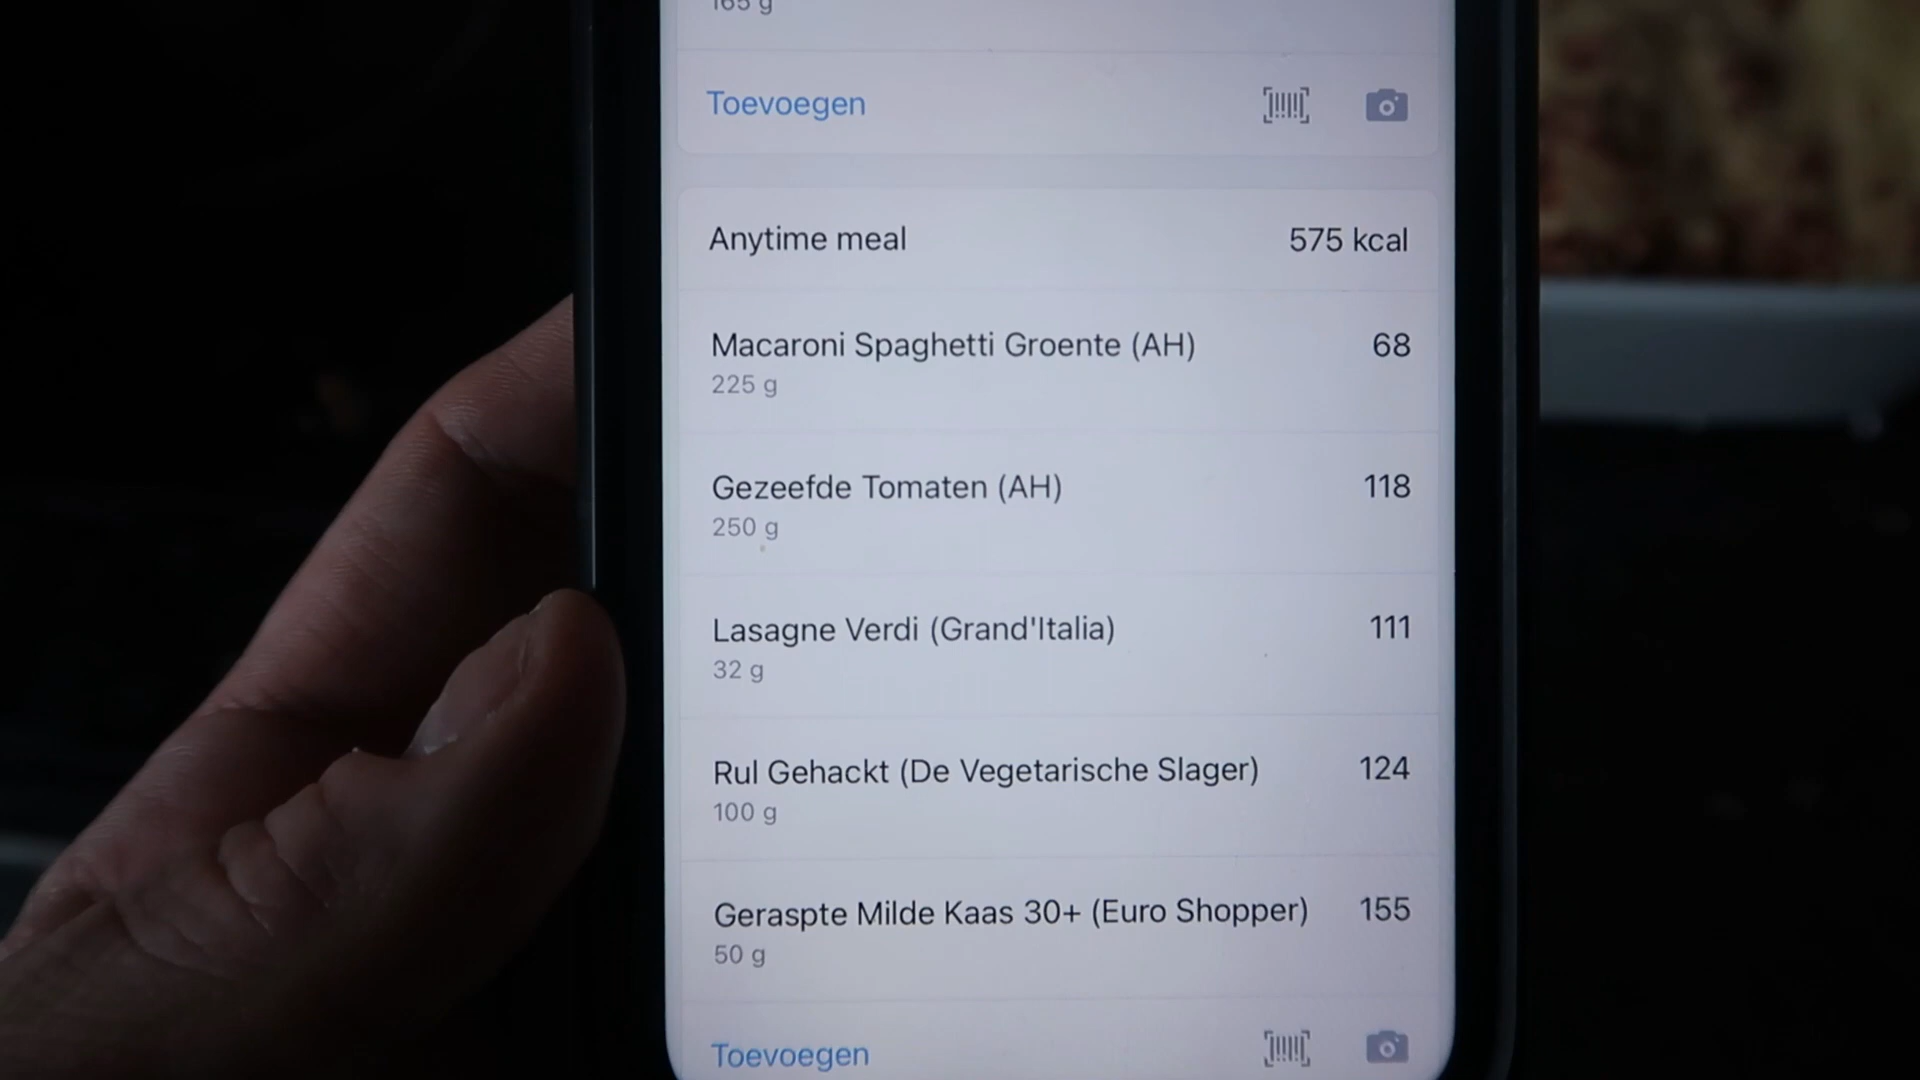 165 g
Toevoegen
Anytime meal 575 kcal
Macaroni Spaghetti Groente (AH) 68
225 g
Gezeefde Tomaten (AH) 118
250 g
Lasagne Verdi (Grand'Italia) 111
32 g
Rul Gehackt (De Vegetarische Slager) 124
100 g
Geraspte Milde Kaas 30+ (Euro Shopper) 155
50 g
Toevoegen